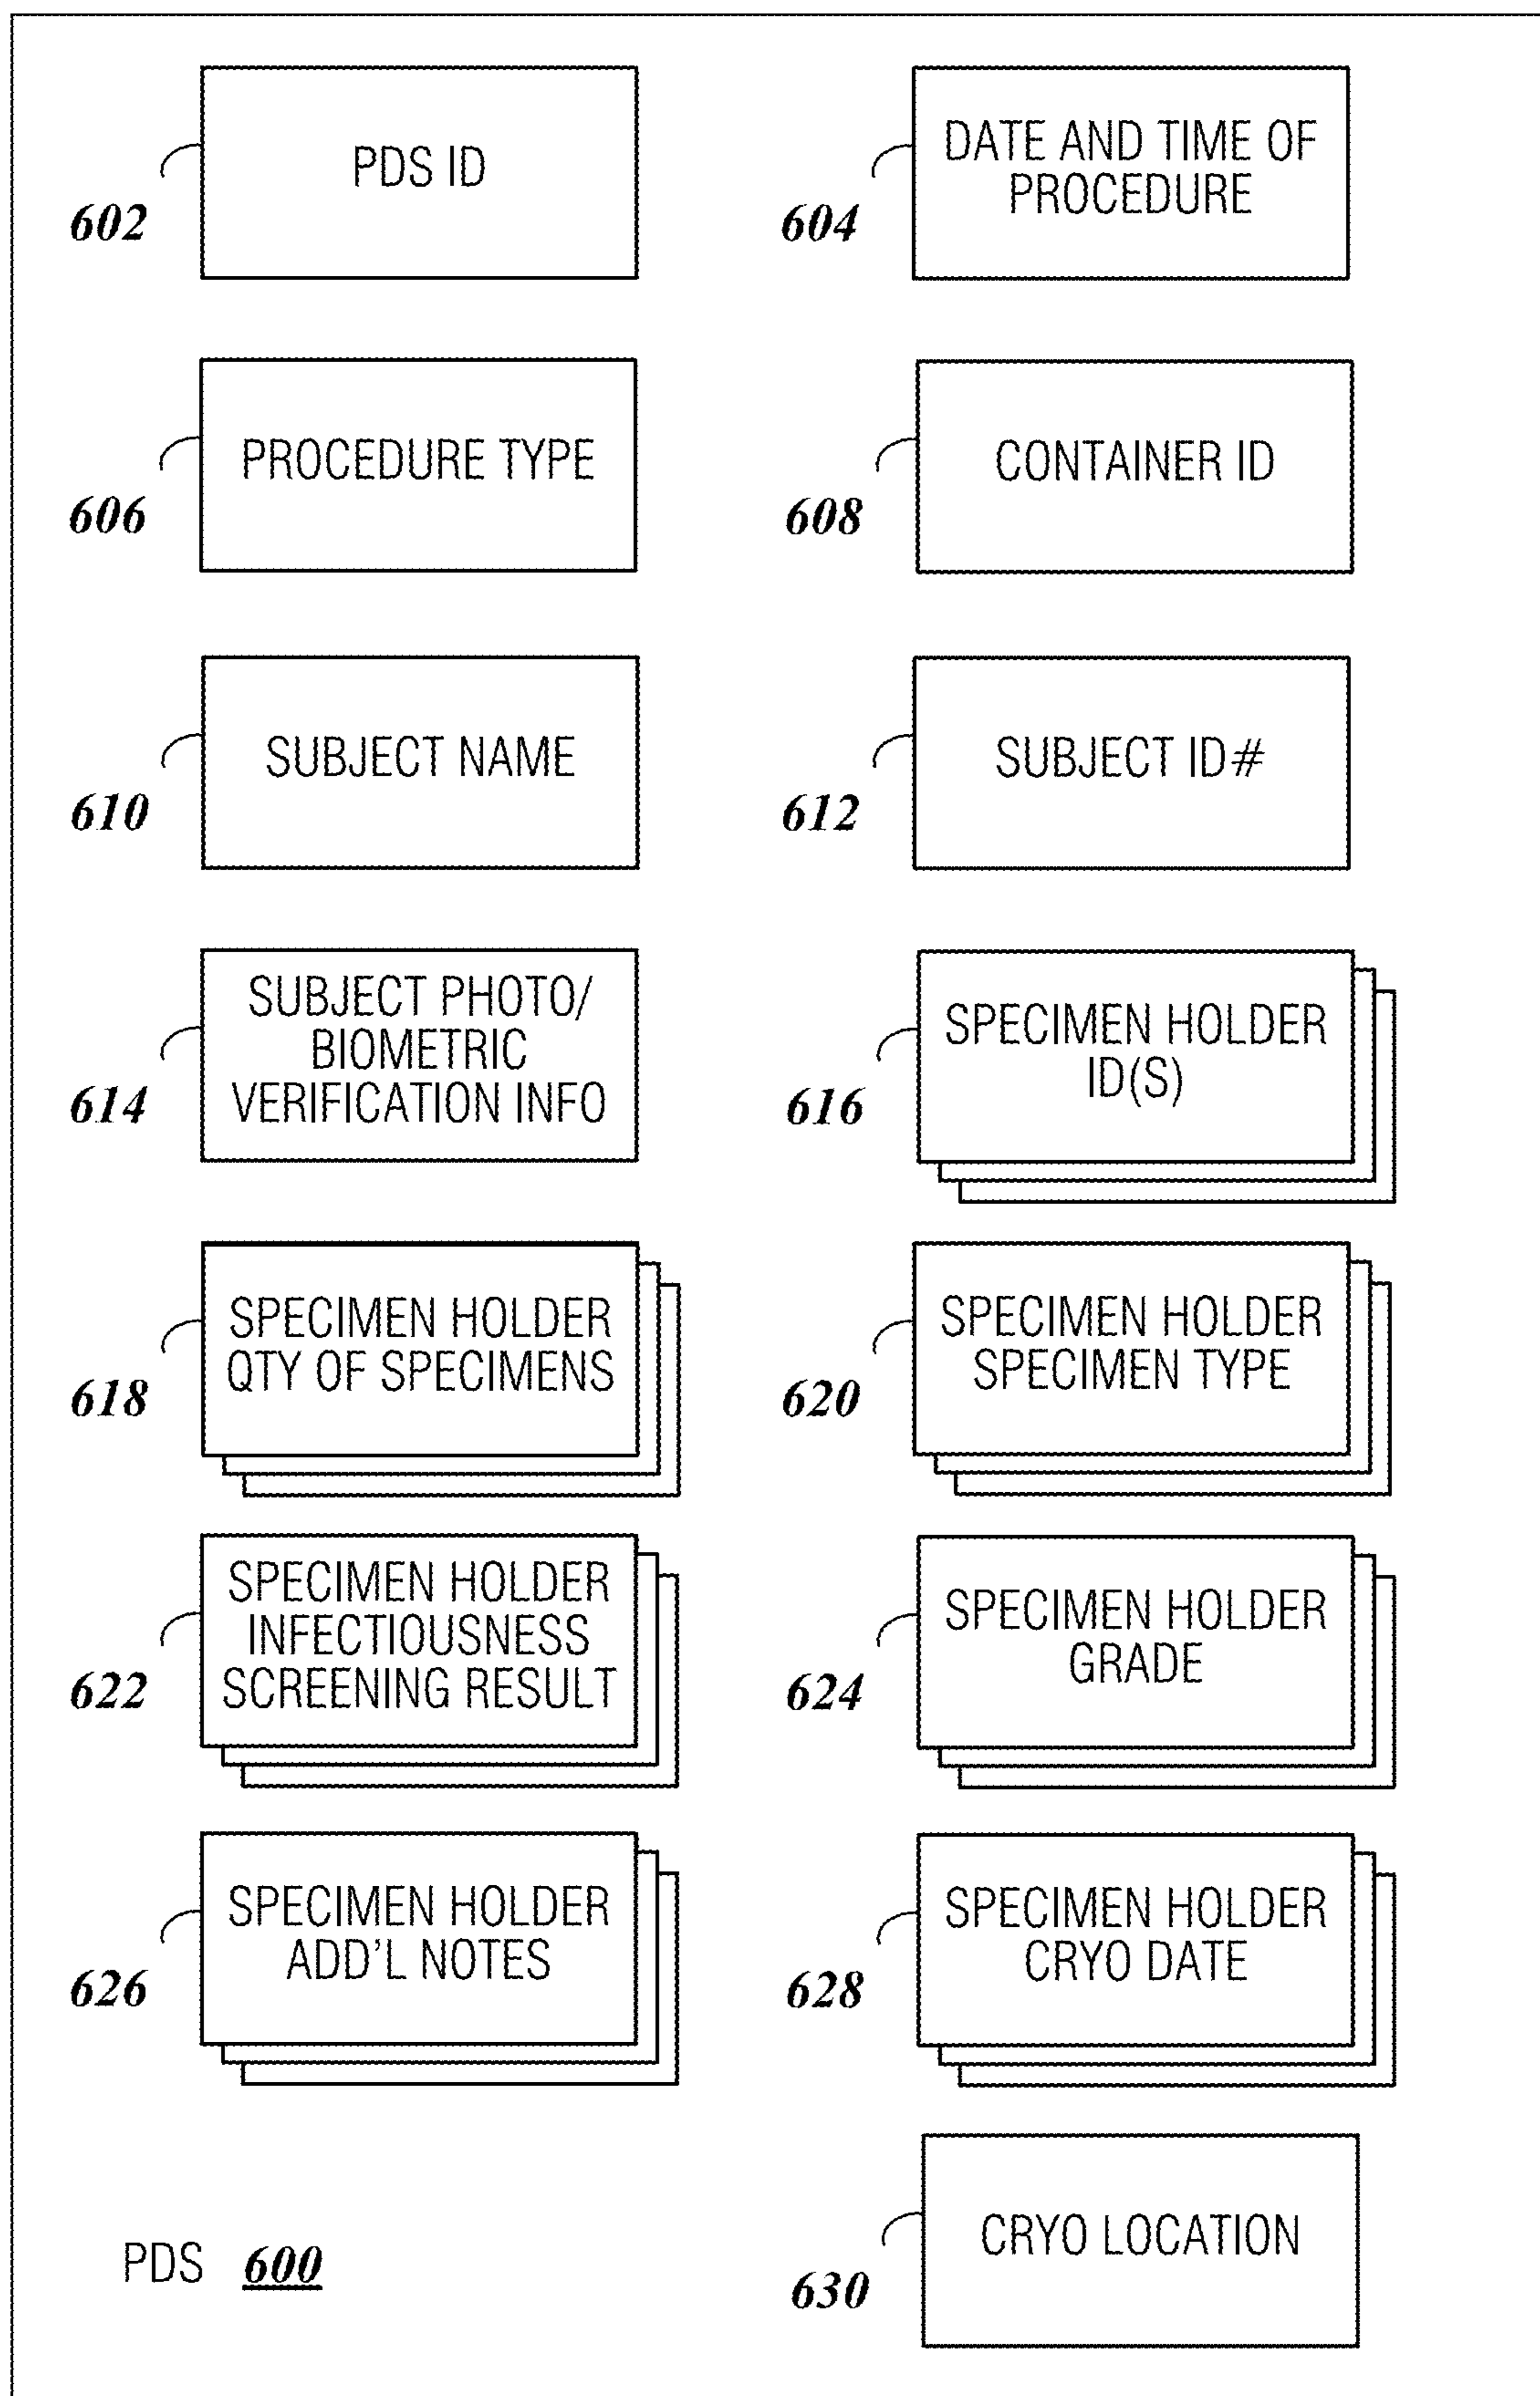 PDS ID
602
DATE AND TIME OF
PROCEDURE
604
PROCEDURE TYPE
606
CONTAINER ID
608
SUBJECT NAME
610
SUBJECT ID#
612
SUBJECT PHOTO/
BIOMETRIC
VERIFICATION INFO
614
SPECIMEN HOLDER
ID(S)
616
SPECIMEN HOLDER
QTY OF SPECIMENS
618
SPECIMEN HOLDER
SPECIMEN TYPE
620
SPECIMEN HOLDER
INFECTIOUSNESS
SCREENING RESULT
622
SPECIMEN HOLDER
GRADE
624
SPECIMEN HOLDER
ADD'L NOTES
626
SPECIMEN HOLDER
CRYO DATE
628
CRYO LOCATION
630
PDS 600